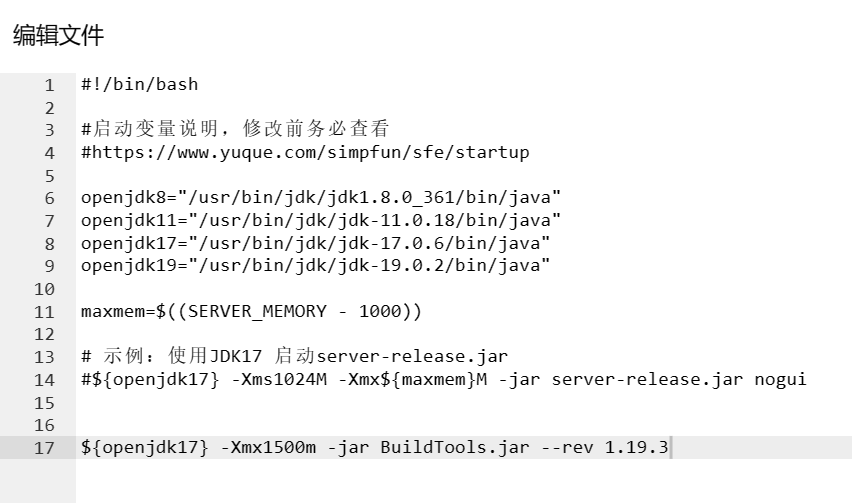 编辑文件
1 #!/bin/bash
2
3 #启动变量说明，修改前务必查看
4 #https://www.yuque.com/simpfun/sfe/startup
5
6 openjdk8="/usr/bin/jdk/jdk1.8.0_361/bin/java"
7 openjdk11="/usr/bin/jdk/jdk-11.0.18/bin/java"
8 openjdk17="/usr/bin/jdk/jdk-17.0.6/bin/java"
9 openjdk19="/usr/bin/jdk/jdk-19.0.2/bin/java"
10
11 maxmem=$((SERVER_MEMORY - 1000))
12
13 # 示例：使用JDK17 启动server-release.jar
14 #${openjdk17} -Xms1024M -Xmx${maxmem}M -jar server-release.jar nogui
15
16
17 ${openjdk17} -Xmx1500m -jar BuildTools.jar --rev 1.19.3